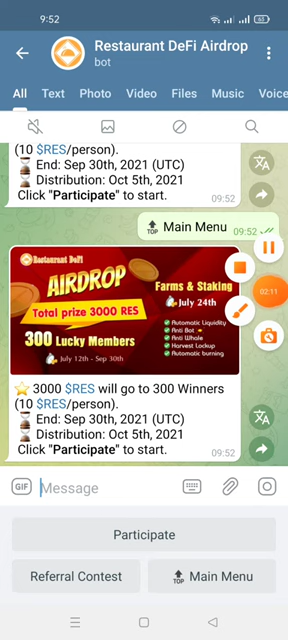 9:52
63
Restaurant DeFi Airdrop
bot
All Text Photo Video Files Music Voice
(10 $RES/person).
End: Sep 30th, 2021 (UTC)
Distribution: Oct 5th, 2021
Click "Participate" to start.
09:52
TOP Main Menu 09:52
02:11
Restaurant DeFi
AIRDROP
Total prize 3000 RES
300 Lucky Members
July 12th - Sep 30th
Farms & Staking
July 24th
Automatic Liquidity
Anti Bot
Anti Whale
Harvest Lockup
Automatic burning
3000 $RES will go to 300 Winners
(10 $RES/person).
End: Sep 30th, 2021 (UTC)
Distribution: Oct 5th, 2021
Click "Participate" to start.
09:52
GIF Message
Participate
Referral Contest
TOP Main Menu